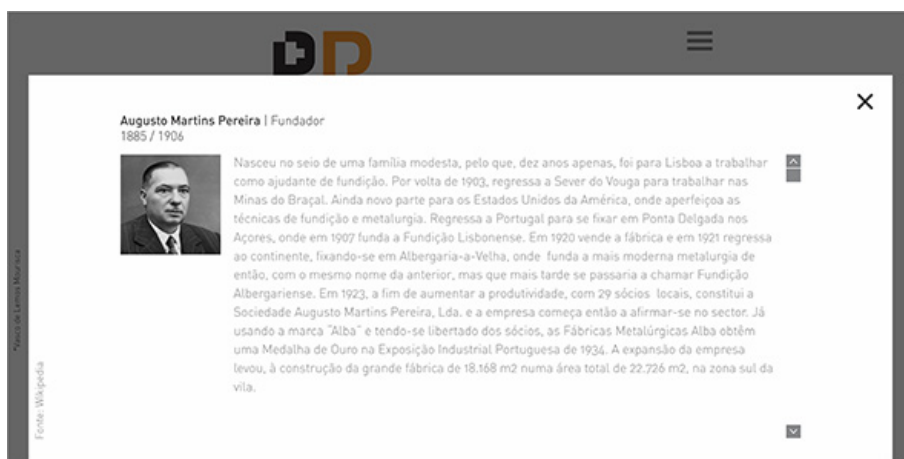 Augusto Martins Pereira | Fundador
1885 / 1906
Nasceu no seio de uma família modesta, pelo que, dez anos apenas, foi para Lisboa a trabalhar
como ajudante de fundição. Por volta de 1903, regressa a Sever do Vouga para trabalhar nas
Minas do Braçal. Ainda novo parte para os Estados Unidos da América, onde aperfeiçoa as
técnicas de fundição e metalurgia. Regressa a Portugal para se fixar em Ponta Delgada nos
Açores, onde em 1907 funda a Fundição Lisbonense. Em 1920 vende a fábrica e em 1921 regressa
ao continente, fixando-se em Albergaria-a-Velha, onde funda a mais moderna metalurgia de
então, com o mesmo nome da anterior, mas que mais tarde se passaria a chamar Fundição
Albergariense. Em 1923, a fim de aumentar a produtividade, com 29 sócios locais, constitui a
Sociedade Augusto Martins Pereira, Lda. e a empresa começa então a afirmar-se no sector. Já
usando a marca "Alba" e tendo-se libertado dos sócios, as Fábricas Metalúrgicas Alba obtêm
uma Medalha de Ouro na Exposição Industrial Portuguesa de 1934. A expansão da empresa
levou, à construção da grande fábrica de 18.168 m2 numa área total de 22.726 m2, na zona sul da
vila.
Fonte: Wikipedia
*Vasco de Lemos Mourisca